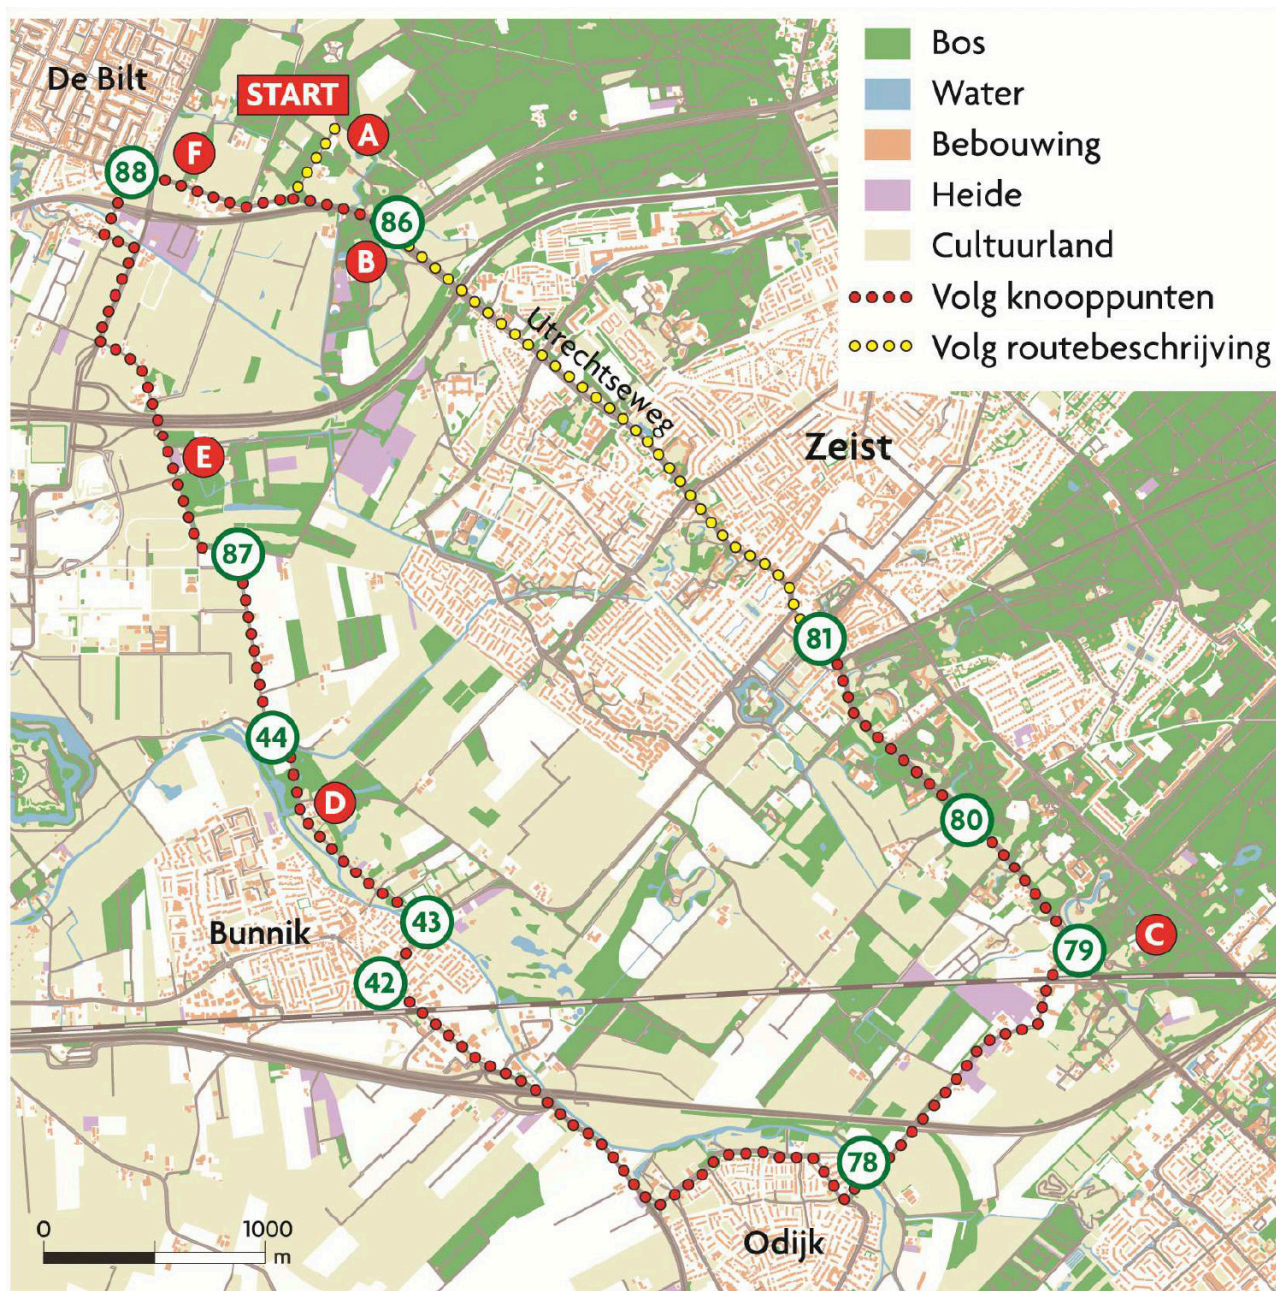 De Bilt
START
A
F
88
86
B
Utrechtseweg
Zeist
E
87
81
44
D
80
Bunnik
43
C
79
42
78
Odijk
0 1000
m
Bos
Water
Bebouwing
Heide
Cultuurland
Volg knooppunten
Volg routebeschrijving